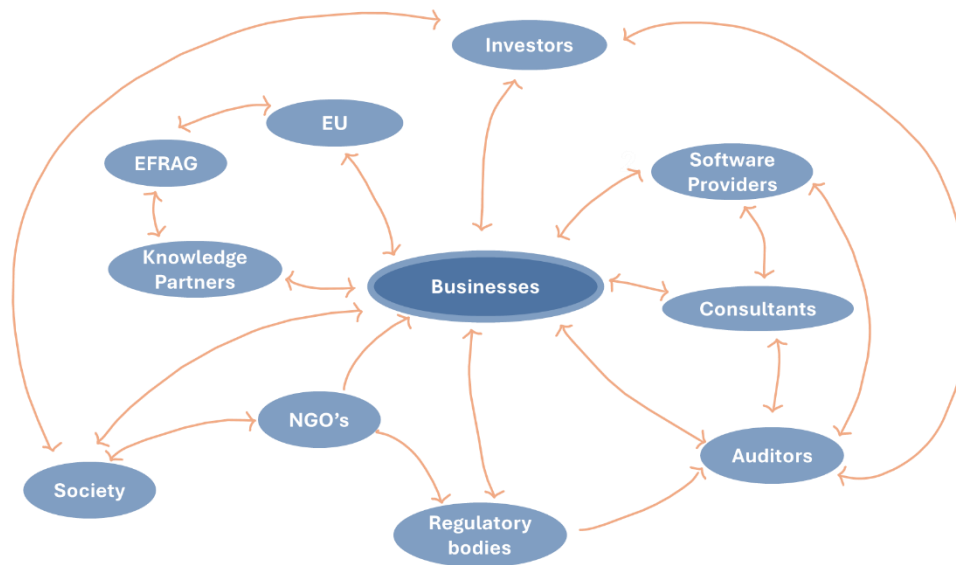 Investors
EU
EFRAG
Software
Providers
Knowledge
Partners
Businesses
Consultants
NGO's
Auditors
Society
Regulatory
bodies